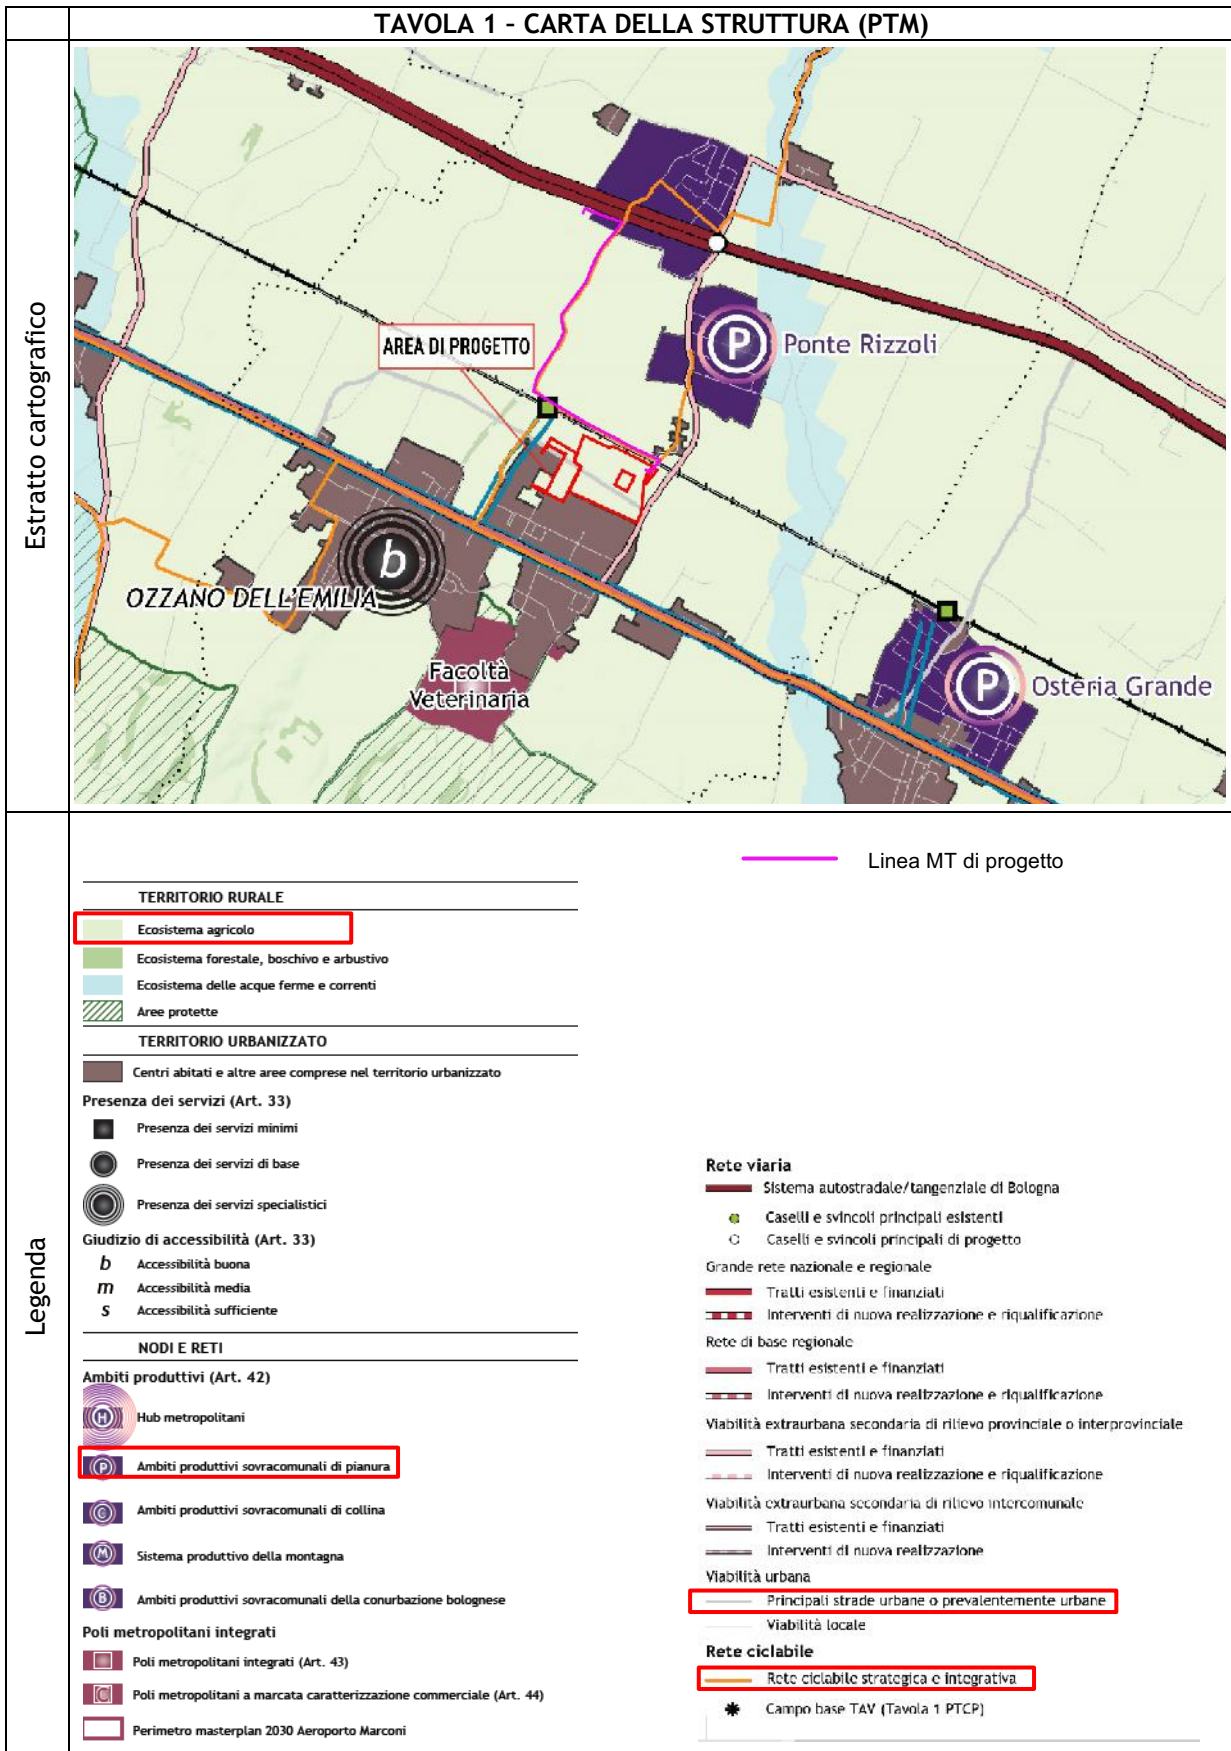 TAVOLA 1 – CARTA DELLA STRUTTURA (PTM)
Estratto cartografico
AREA DI PROGETTO
P
Ponte Rizzoli
b
OZZANO DELL'EMILIA
Facoltà
Veterinaria
P
Osteria Grande
Legenda
Linea MT di progetto
TERRITORIO RURALE
Ecosistema agricolo
Ecosistema forestale, boschivo e arbustivo
Ecosistema delle acque ferme e correnti
Aree protette
TERRITORIO URBANIZZATO
Centri abitati e altre aree comprese nel territorio urbanizzato
Presenza dei servizi (Art. 33)
Presenza dei servizi minimi
Presenza dei servizi di base
Presenza dei servizi specialistici
Giudizio di accessibilità (Art. 33)
b Accessibilità buona
m Accessibilità media
s Accessibilità sufficiente
NODI E RETI
Ambiti produttivi (Art. 42)
H Hub metropolitani
P Ambiti produttivi sovracomunali di pianura
C Ambiti produttivi sovracomunali di collina
M Sistema produttivo della montagna
B Ambiti produttivi sovracomunali della conurbazione bolognese
Poli metropolitani integrati
Poli metropolitani integrati (Art. 43)
C Poli metropolitani a marcata caratterizzazione commerciale (Art. 44)
Perimetro masterplan 2030 Aeroporto Marconi
Rete viaria
Sistema autostradale/tangenziale di Bologna
Caselli e svincoli principali esistenti
Caselli e svincoli principali di progetto
Grande rete nazionale e regionale
Tratti esistenti e finanziati
Interventi di nuova realizzazione e riqualificazione
Rete di base regionale
Tratti esistenti e finanziati
Interventi di nuova realizzazione e riqualificazione
Viabilità extraurbana secondaria di rilievo provinciale o interprovinciale
Tratti esistenti e finanziati
Interventi di nuova realizzazione e riqualificazione
Viabilità extraurbana secondaria di rilievo intercomunale
Tratti esistenti e finanziati
Interventi di nuova realizzazione
Viabilità urbana
Principali strade urbane o prevalentemente urbane
Viabilità locale
Rete ciclabile
Rete ciclabile strategica e integrativa
Campo base TAV (Tavola 1 PTCP)